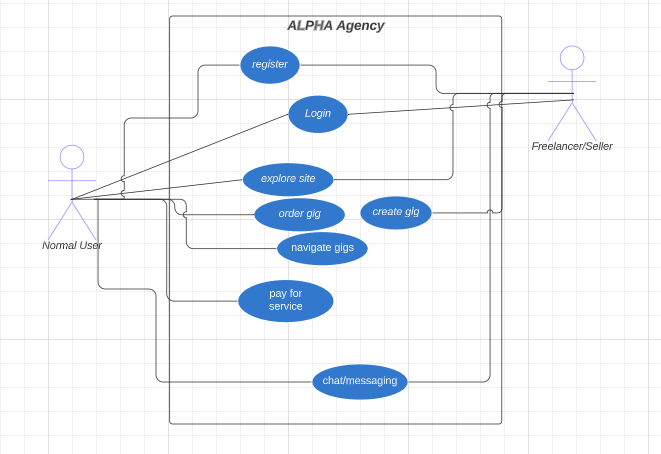 ALPHA Agency
register
Login
Freelancer/Seller
explore site
order gig
create gig
Normal User
navigate gigs
pay for
service
chat/messaging